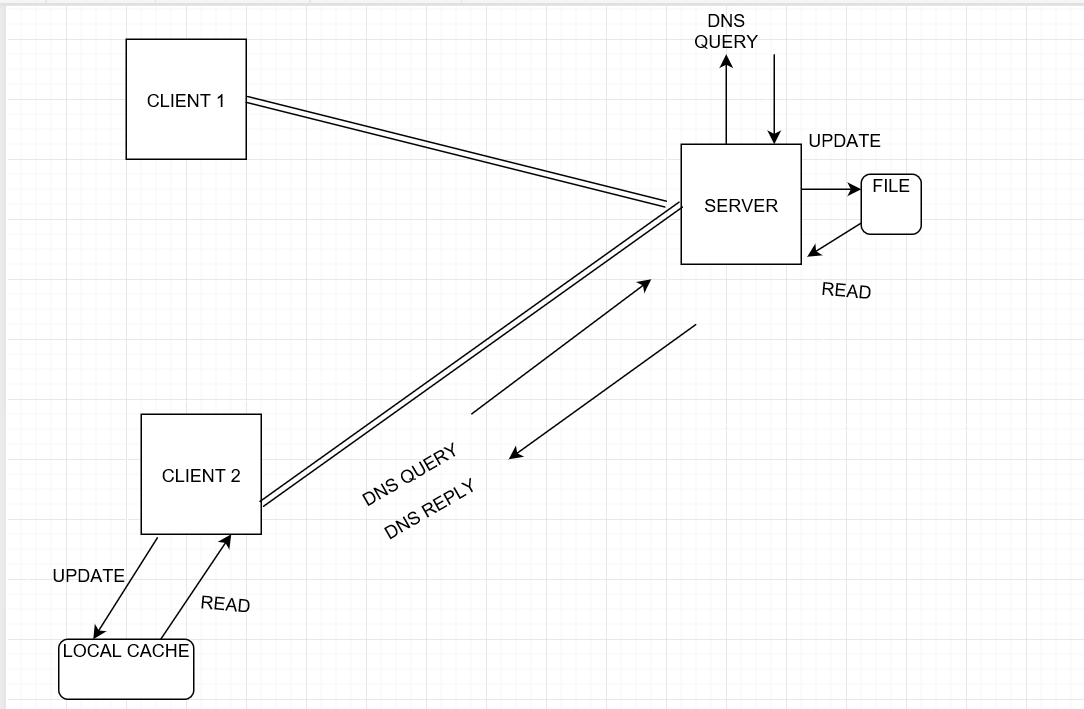 DNS
QUERY
CLIENT 1
UPDATE
FILE
SERVER
READ
CLIENT 2
DNS QUERY
DNS REPLY
UPDATE
READ
LOCAL CACHE